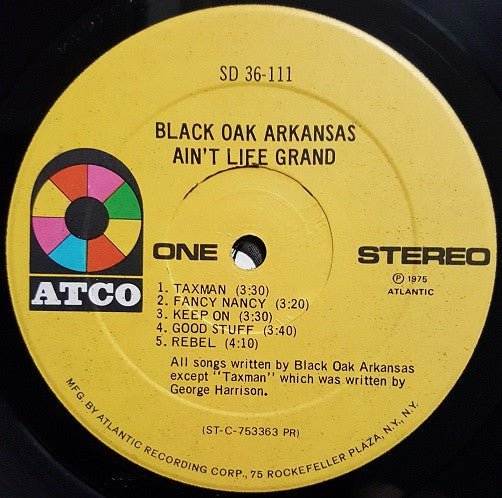 SD 36-111
BLACK OAK ARKANSAS
AIN'T LIFE GRAND
ATCO
ONE
STEREO
Ⓟ 1975
ATLANTIC
1. TAXMAN (3:30)
2. FANCY NANCY (3:20)
3. KEEP ON (3:30)
4. GOOD STUFF (3:40)
5. REBEL (4:10)
All songs written by Black Oak Arkansas
except "Taxman" which was written by
George Harrison.
(ST-C-753363 PR)
MFG. BY ATLANTIC RECORDING CORP., 75 ROCKEFELLER PLAZA, N.Y., N.Y.